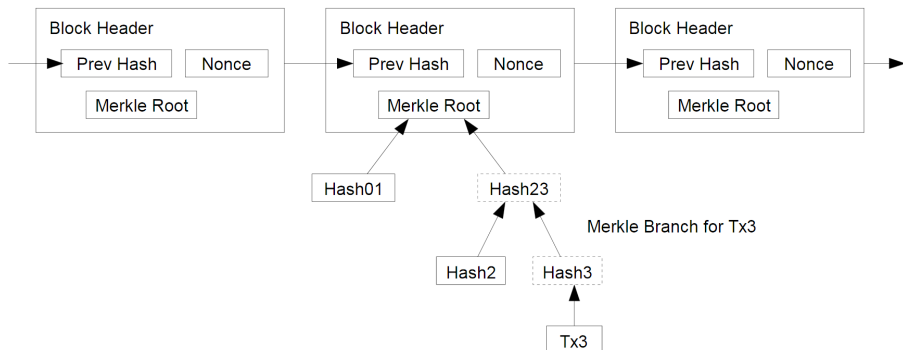 Block Header
Block Header
Block Header
Prev Hash
Nonce
Prev Hash
Nonce
Prev Hash
Nonce
Merkle Root
Merkle Root
Merkle Root
Hash01
Hash23
Merkle Branch for Tx3
Hash2
Hash3
Tx3